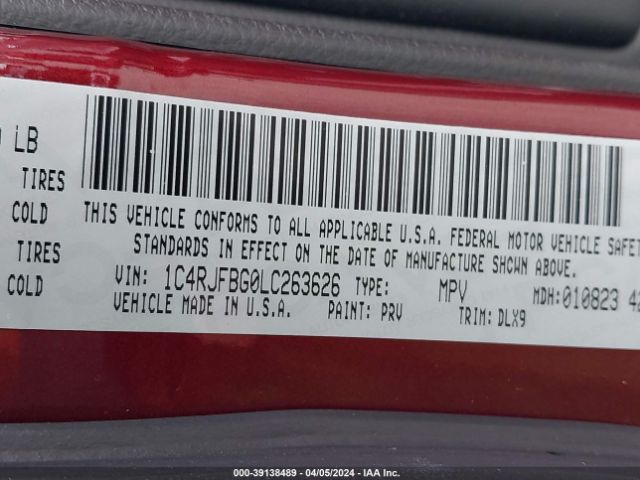 LB
TIRES
COLD THIS VEHICLE CONFORMS TO ALL APPLICABLE U.S.A. FEDERAL MOTOR VEHICLE SAFET
TIRES STANDARDS IN EFFECT ON THE DATE OF MANUFACTURE SHOWN ABOVE.
COLD VIN: 1C4RJFBG0LC263626 TYPE: MPV MDH:010823 42
VEHICLE MADE IN U.S.A. PAINT: PRV TRIM: DLX9
000-39138489 - 04/05/2024 - IAA Inc.